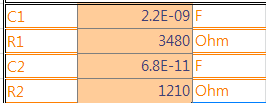 C1 2.2E-09 F
R1 3480 Ohm
C2 6.8E-11 F
R2 1210 Ohm